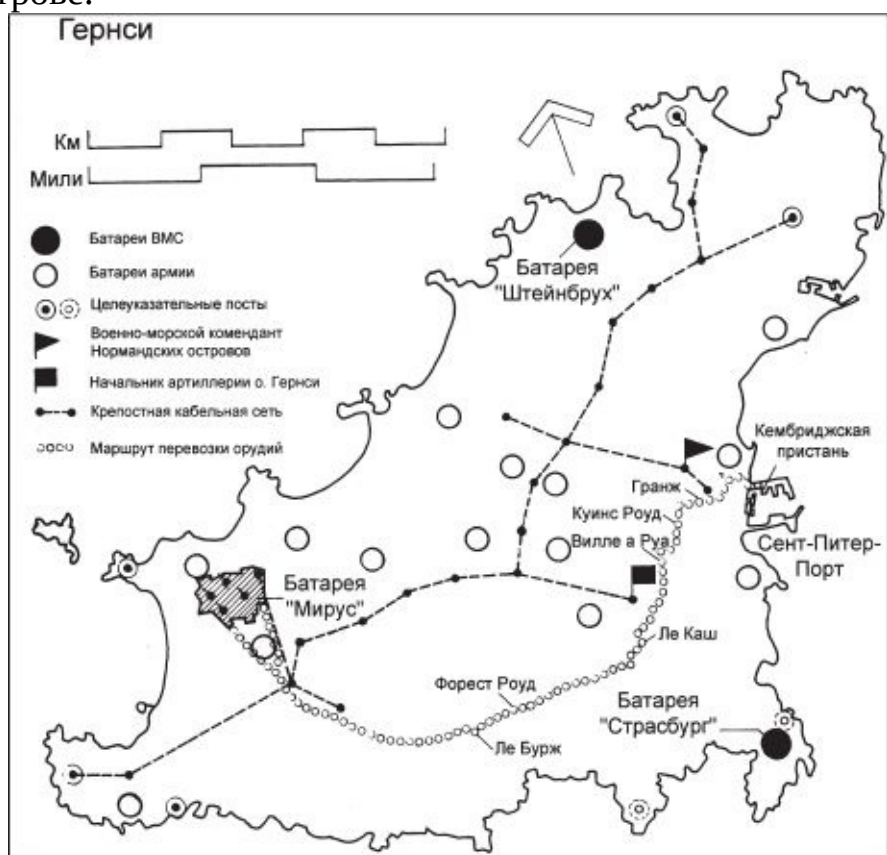 трове.
Гернси
Км
Мили
Батареи ВМС
Батареи армии
Целеуказательные посты
Военно-морской комендант
Нормандских островов
Начальник артиллерии о. Гернси
Крепостная кабельная сеть
Маршрут перевозки орудий
Батарея
"Штейнбрух"
Кембриджская
пристань
Гранж
Куинс Роуд
Вилле а Руа
Сент-Питер-
Порт
Батарея
"Мирус"
Ле Каш
Форест Роуд
Батарея
"Страсбург"
Ле Бурж